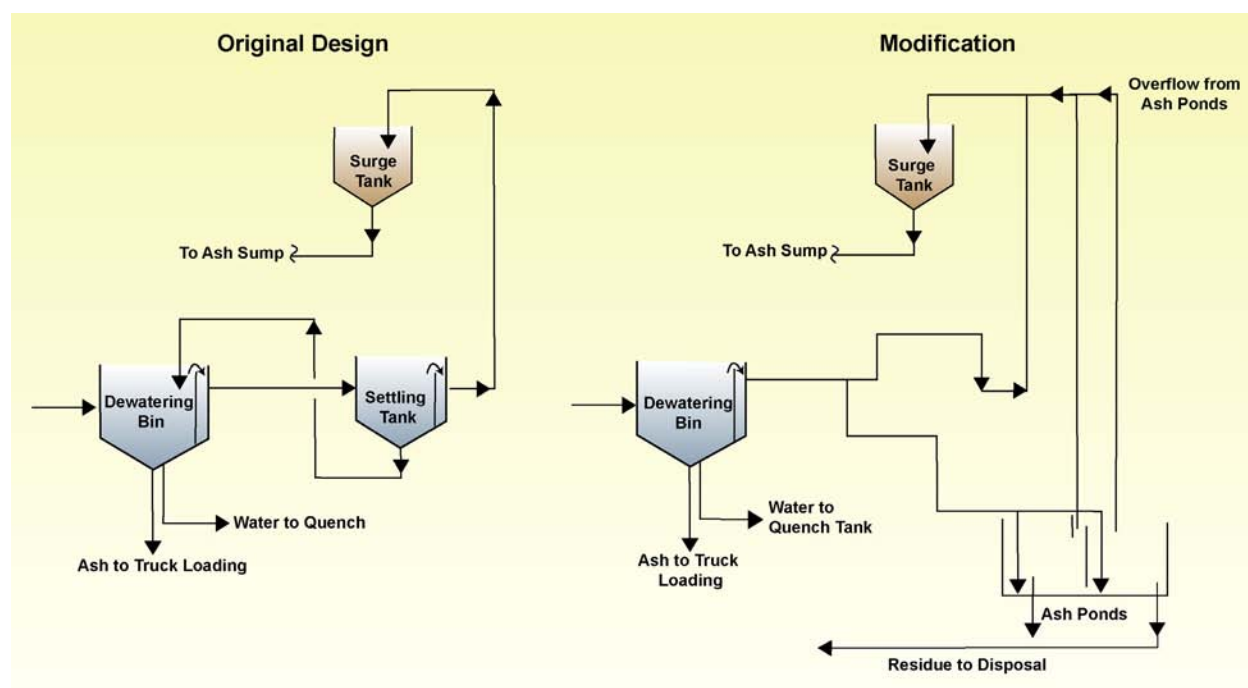 Original Design
Surge
Tank
To Ash Sump
Dewatering
Bin
Settling
Tank
Water to Quench
Ash to Truck Loading
Modification
Overflow from
Ash Ponds
Surge
Tank
To Ash Sump
Dewatering
Bin
Water to
Quench Tank
Ash to Truck
Loading
Ash Ponds
Residue to Disposal